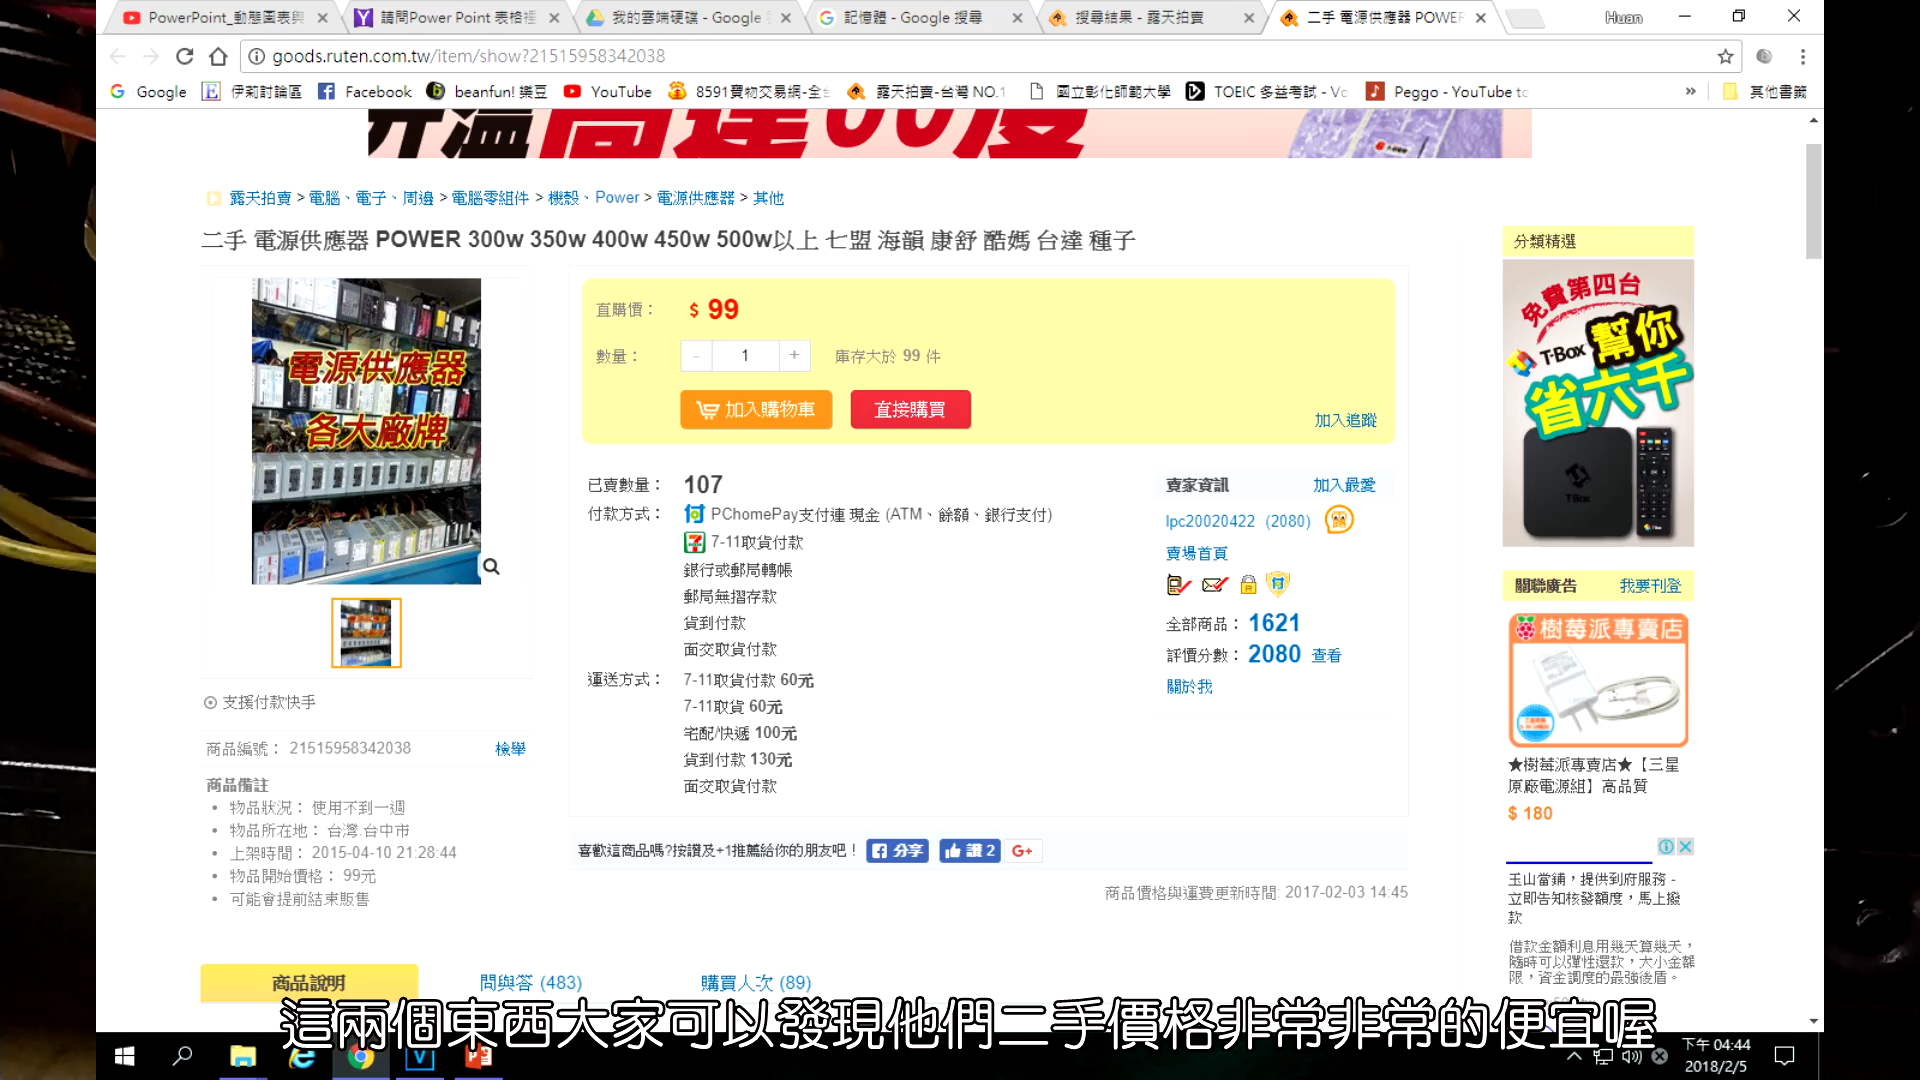 PowerPoint_動態圖表與
請問Power Point 表格裡
我的雲端硬碟 - Google
記憶體 - Google 搜尋
搜尋結果 - 露天拍賣
二手 電源供應器 POWER
Huan
goods.ruten.com.tw/item/show?21515958342038
Google
伊莉討論區
Facebook
beanfun! 樂豆
YouTube
8591寶物交易網-全台
露天拍賣-台灣 NO.1
國立彰化師範大學
TOEIC 多益考試 - Vo
Peggo - YouTube to
»
其他書籤
升溫高達60度
露天拍賣 > 電腦、電子、周邊 > 電腦零組件 > 機殼、Power > 電源供應器 > 其他
二手 電源供應器 POWER 300w 350w 400w 450w 500w以上 七盟 海韻 康舒 酷媽 台達 種子
電源供應器
各大廠牌
支援付款快手
商品編號： 21515958342038
檢舉
商品備註
• 物品狀況： 使用不到一週
• 物品所在地： 台灣.台中市
• 上架時間： 2015-04-10 21:28:44
• 物品開始價格： 99元
• 可能會提前結束販售
直購價： $ 99
數量： - 1 + 庫存大於 99 件
加入購物車
直接購買
加入追蹤
已賣數量： 107
付款方式： PChomePay支付連 現金 (ATM、餘額、銀行支付)
7-11取貨付款
銀行或郵局轉帳
郵局無摺存款
貨到付款
面交取貨付款
運送方式： 7-11取貨付款 60元
7-11取貨 60元
宅配/快遞 100元
貨到付款 130元
面交取貨付款
賣家資訊
加入最愛
lpc20020422 (2080)
賣場首頁
全部商品： 1621
評價分數： 2080 查看
關於我
喜歡這商品嗎?按讚及+1推薦給你的朋友吧！
分享
讚 2
G+
商品價格與運費更新時間: 2017-02-03 14:45
商品說明
問與答 (483)
購買人次 (89)
分類精選
免費第四台
T-Box 幫你
省六千
T-Box
關聯廣告
我要刊登
樹莓派專賣店
★樹莓派專賣店★【三星
原廠電源組】高品質
$ 180
玉山當鋪，提供到府服務 -
立即告知核發額度，馬上撥
款
借款金額利息用幾天算幾天，
隨時可以彈性還款，大小金額
限，資金調度的最強後盾。
這兩個東西大家可以發現他們二手價格非常非常的便宜喔
下午 04:44
2018/2/5